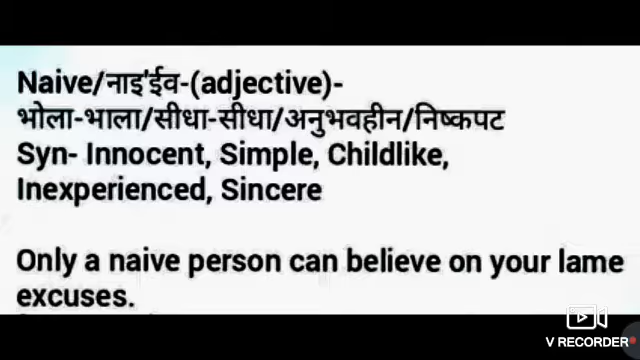 Naive/नाइ'ईव-(adjective)-
भोला-भाला/सीधा-सीधा/अनुभवहीन/निष्कपट
Syn- Innocent, Simple, Childlike,
Inexperienced, Sincere
Only a naive person can believe on your lame
excuses.
V RECORDER